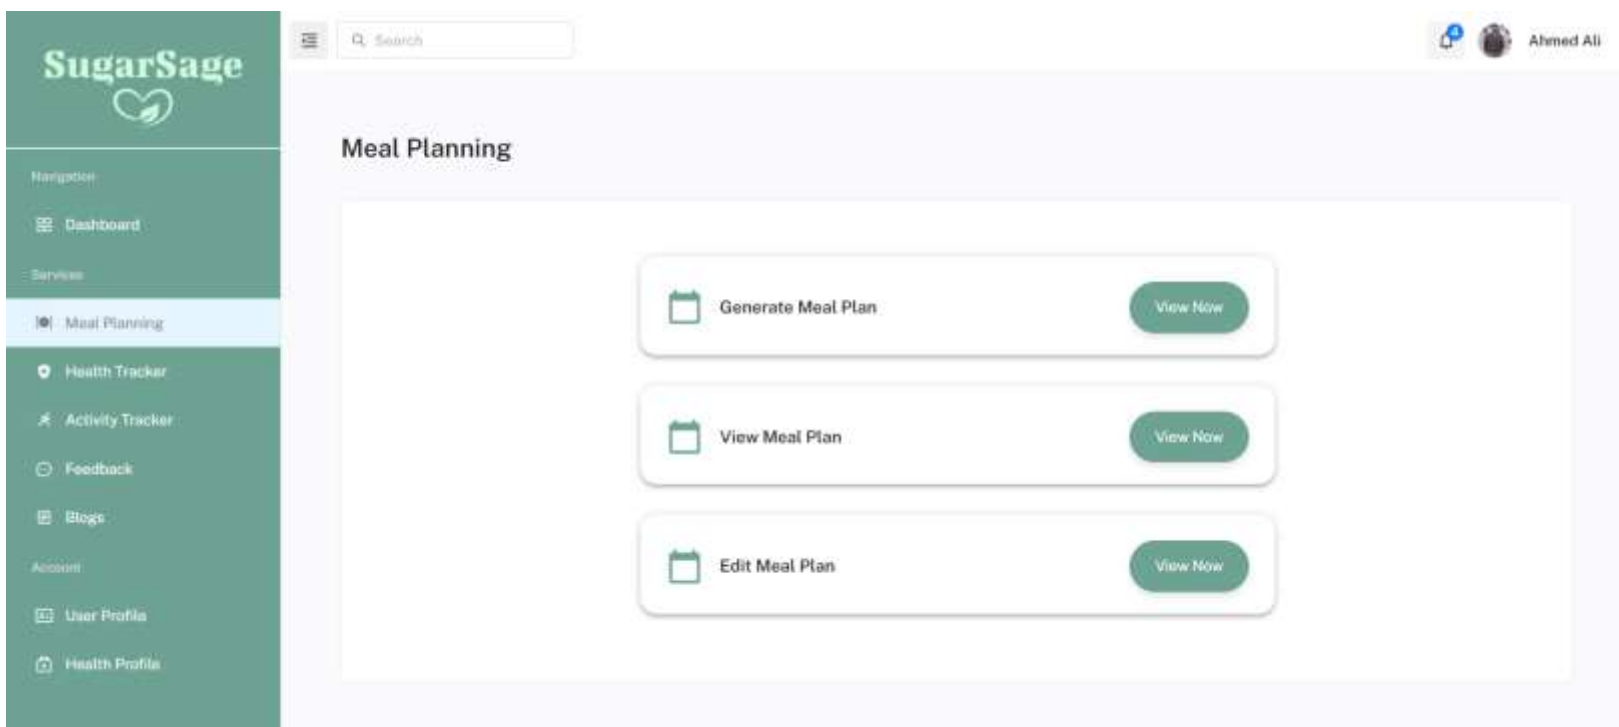 SugarSage
Search
4
Ahmed Ali
Navigation
Dashboard
Services
Meal Planning
Health Tracker
Activity Tracker
Feedback
Blogs
Account
User Profile
Health Profile
Meal Planning
Generate Meal Plan
View Now
View Meal Plan
View Now
Edit Meal Plan
View Now